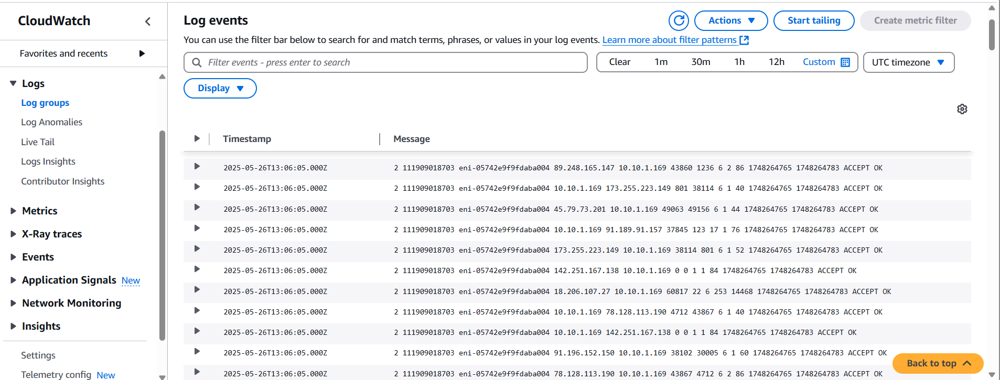 CloudWatch
Favorites and recents
Logs
Log groups
Log Anomalies
Live Tail
Logs Insights
Contributor Insights
Metrics
X-Ray traces
Events
Application Signals New
Network Monitoring
Insights
Settings
Telemetry config New
Log events
Actions
Start tailing
Create metric filter
You can use the filter bar below to search for and match terms, phrases, or values in your log events. Learn more about filter patterns
Filter events - press enter to search
Clear 1m 30m 1h 12h Custom
UTC timezone
Display
Timestamp Message
2025-05-26T13:06:05.000Z 2 111909018703 eni-05742e9f9fdaba004 89.248.165.147 10.10.1.169 43860 1236 6 2 86 1748264765 1748264783 ACCEPT OK
2025-05-26T13:06:05.000Z 2 111909018703 eni-05742e9f9fdaba004 10.10.1.169 173.255.223.149 801 38114 6 1 40 1748264765 1748264783 ACCEPT OK
2025-05-26T13:06:05.000Z 2 111909018703 eni-05742e9f9fdaba004 45.79.73.201 10.10.1.169 49063 49156 6 1 44 1748264765 1748264783 ACCEPT OK
2025-05-26T13:06:05.000Z 2 111909018703 eni-05742e9f9fdaba004 10.10.1.169 91.189.91.157 37845 123 17 1 76 1748264765 1748264783 ACCEPT OK
2025-05-26T13:06:05.000Z 2 111909018703 eni-05742e9f9fdaba004 173.255.223.149 10.10.1.169 38114 801 6 1 52 1748264765 1748264783 ACCEPT OK
2025-05-26T13:06:05.000Z 2 111909018703 eni-05742e9f9fdaba004 142.251.167.138 10.10.1.169 0 0 1 1 84 1748264765 1748264783 ACCEPT OK
2025-05-26T13:06:05.000Z 2 111909018703 eni-05742e9f9fdaba004 18.206.107.27 10.10.1.169 60817 22 6 253 14468 1748264765 1748264783 ACCEPT OK
2025-05-26T13:06:05.000Z 2 111909018703 eni-05742e9f9fdaba004 10.10.1.169 78.128.113.190 4712 43867 6 1 40 1748264765 1748264783 ACCEPT OK
2025-05-26T13:06:05.000Z 2 111909018703 eni-05742e9f9fdaba004 10.10.1.169 142.251.167.138 0 0 1 1 84 1748264765 1748264783 ACCEPT OK
2025-05-26T13:06:05.000Z 2 111909018703 eni-05742e9f9fdaba004 91.196.152.150 10.10.1.169 38102 30005 6 1 60 1748264765 1748264783 ACCEPT OK
2025-05-26T13:06:05.000Z 2 111909018703 eni-05742e9f9fdaba004 78.128.113.190 10.10.1.169 43867 4712 6 2 86 1748264765 1748264783 ACCEPT OK
Back to top